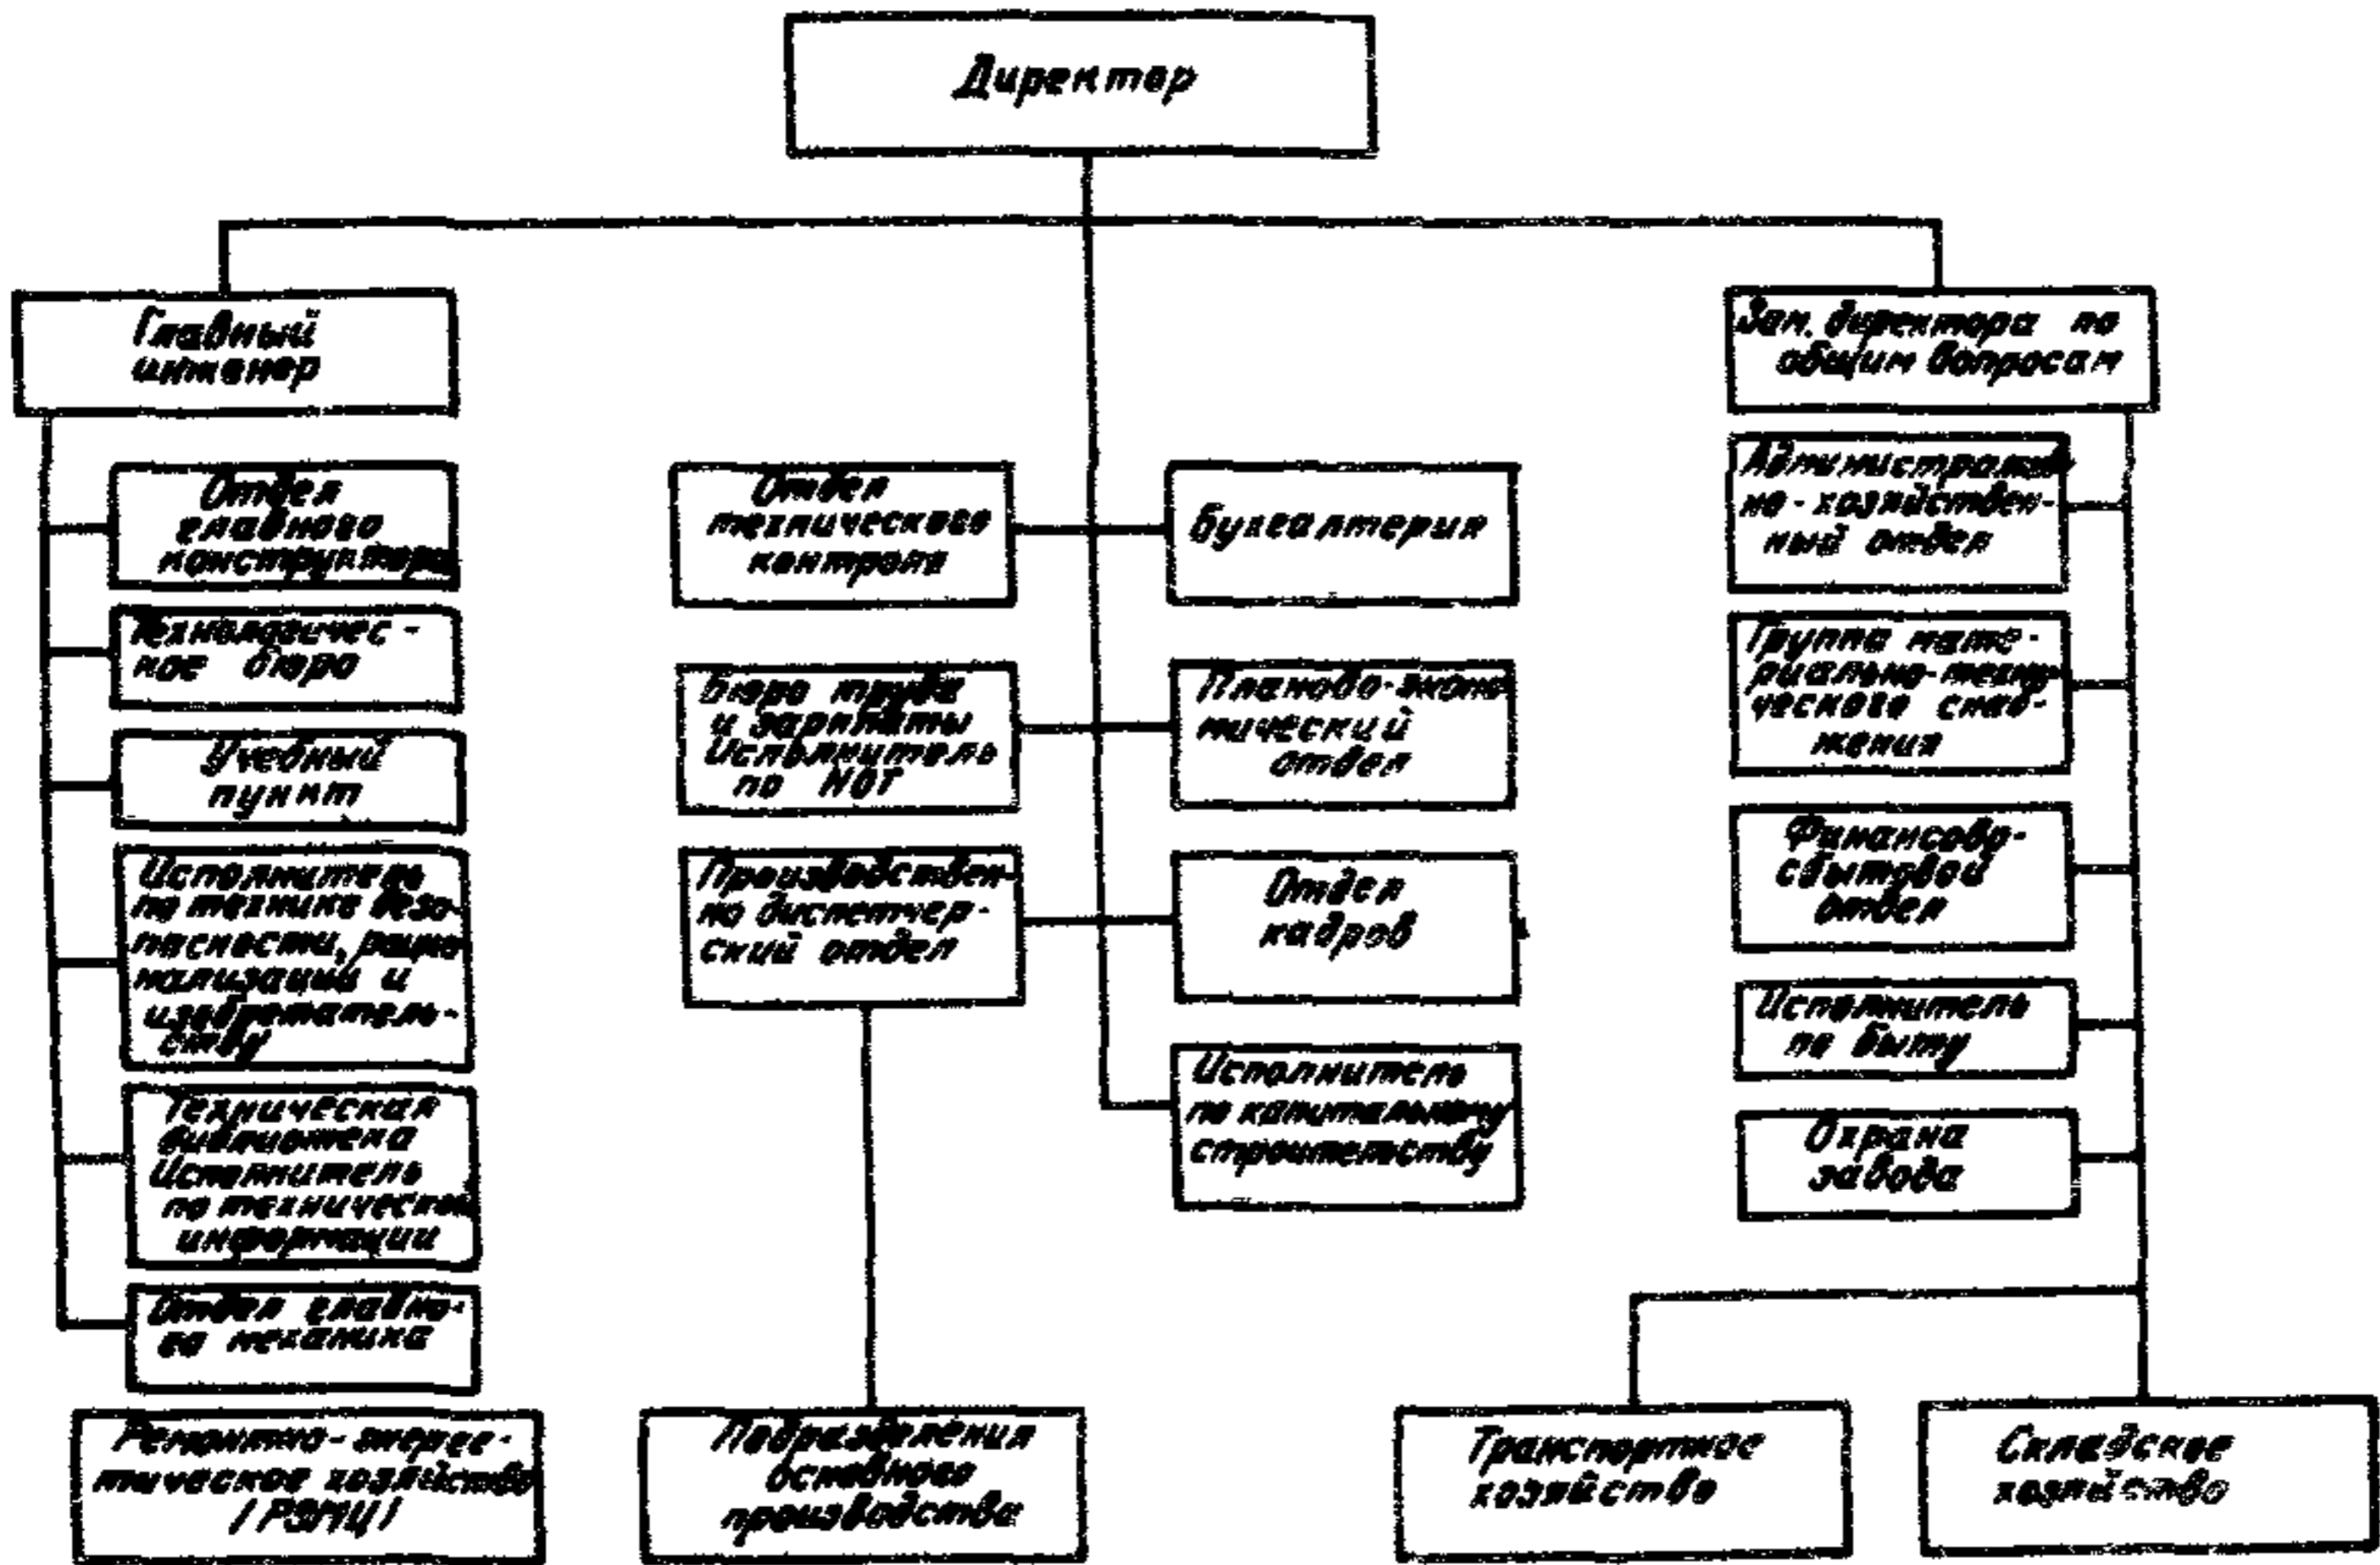 Директор
Главный
инженер
Зам. директора по
общим вопросам
Отдел
главного
конструктора
Технологичес-
кое бюро
Учебный
пункт
Исполнитель
по технике безо-
пасности, рацио
нализации и
изобретатель-
ству
Техническая
библиотека
Исполнитель
по технической
информации
Отдел главно-
го механика
Ремонтно-энерге-
тическое хозяйство
/РЭМЦ/
Отдел
технического
контроля
Бухгалтерия
Бюро труда
и зарплаты
Исполнитель
по НОТ
Планово-эконо
мический
отдел
Производствен-
но диспетчер-
ский отдел
Отдел
кадров
Исполнитель
по капитальному
строительству
Подразделения
основного
производства
Административ
но-хозяйствен-
ный отдел
Группа мате-
риально-техни
ческого снаб-
жения
Финансово-
сбытовой
отдел
Исполнитель
по быту
Охрана
завода
Транспортное
хозяйство
Складское
хозяйство